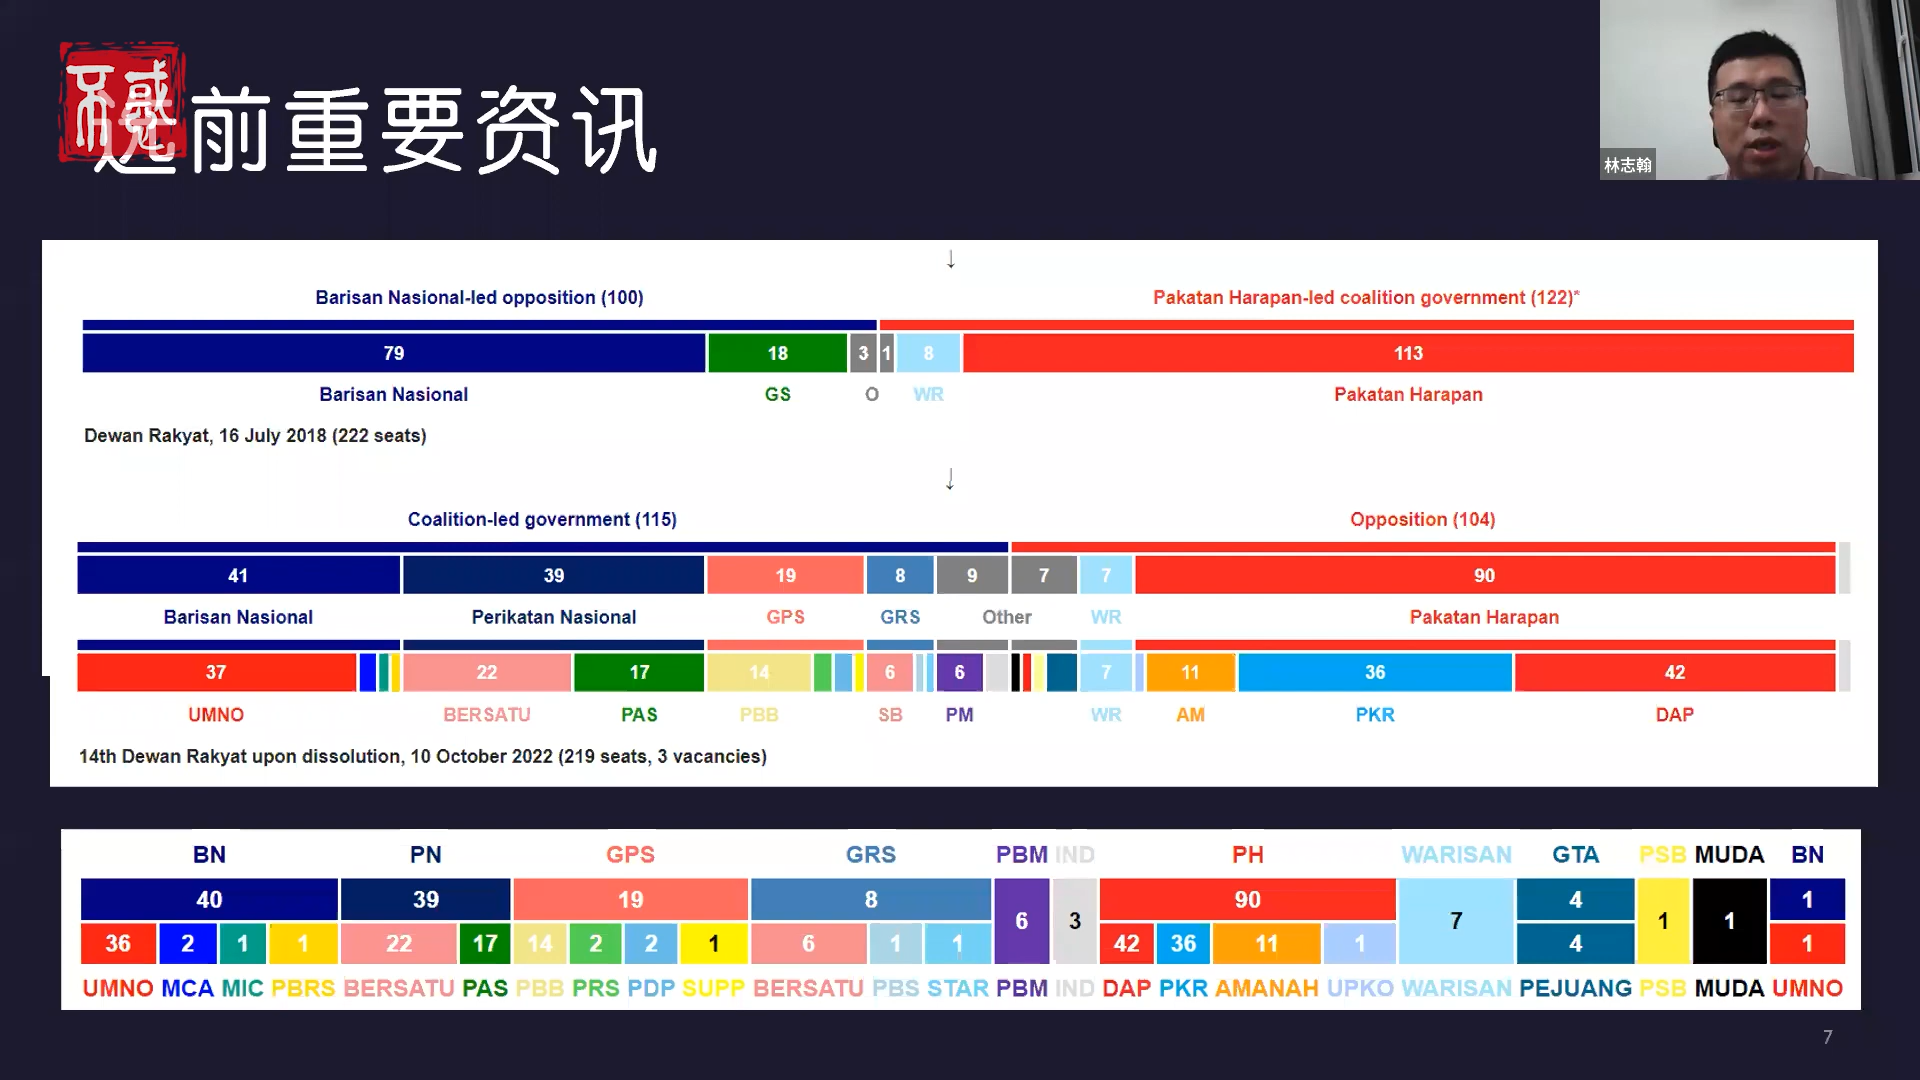 不惑
选前重要资讯
林志翰
↓
Barisan Nasional-led opposition (100) Pakatan Harapan-led coalition government (122)*
79 18 3 1 8 113
Barisan Nasional GS O WR Pakatan Harapan
Dewan Rakyat, 16 July 2018 (222 seats)
↓
Coalition-led government (115) Opposition (104)
41 39 19 8 9 7 7 90
Barisan Nasional Perikatan Nasional GPS GRS Other WR Pakatan Harapan
37 22 17 14 6 6 7 11 36 42
UMNO BERSATU PAS PBB SB PM WR AM PKR DAP
14th Dewan Rakyat upon dissolution, 10 October 2022 (219 seats, 3 vacancies)
BN PN GPS GRS PBM IND PH WARISAN GTA PSB MUDA BN
40 39 19 8 6 3 90 7 4 1 1 1
36 2 1 1 22 17 14 2 2 1 6 1 1 42 36 11 1 4 1
UMNO MCA MIC PBRS BERSATU PAS PBB PRS PDP SUPP BERSATU PBS STAR PBM IND DAP PKR AMANAH UPKO WARISAN PEJUANG PSB MUDA UMNO
7